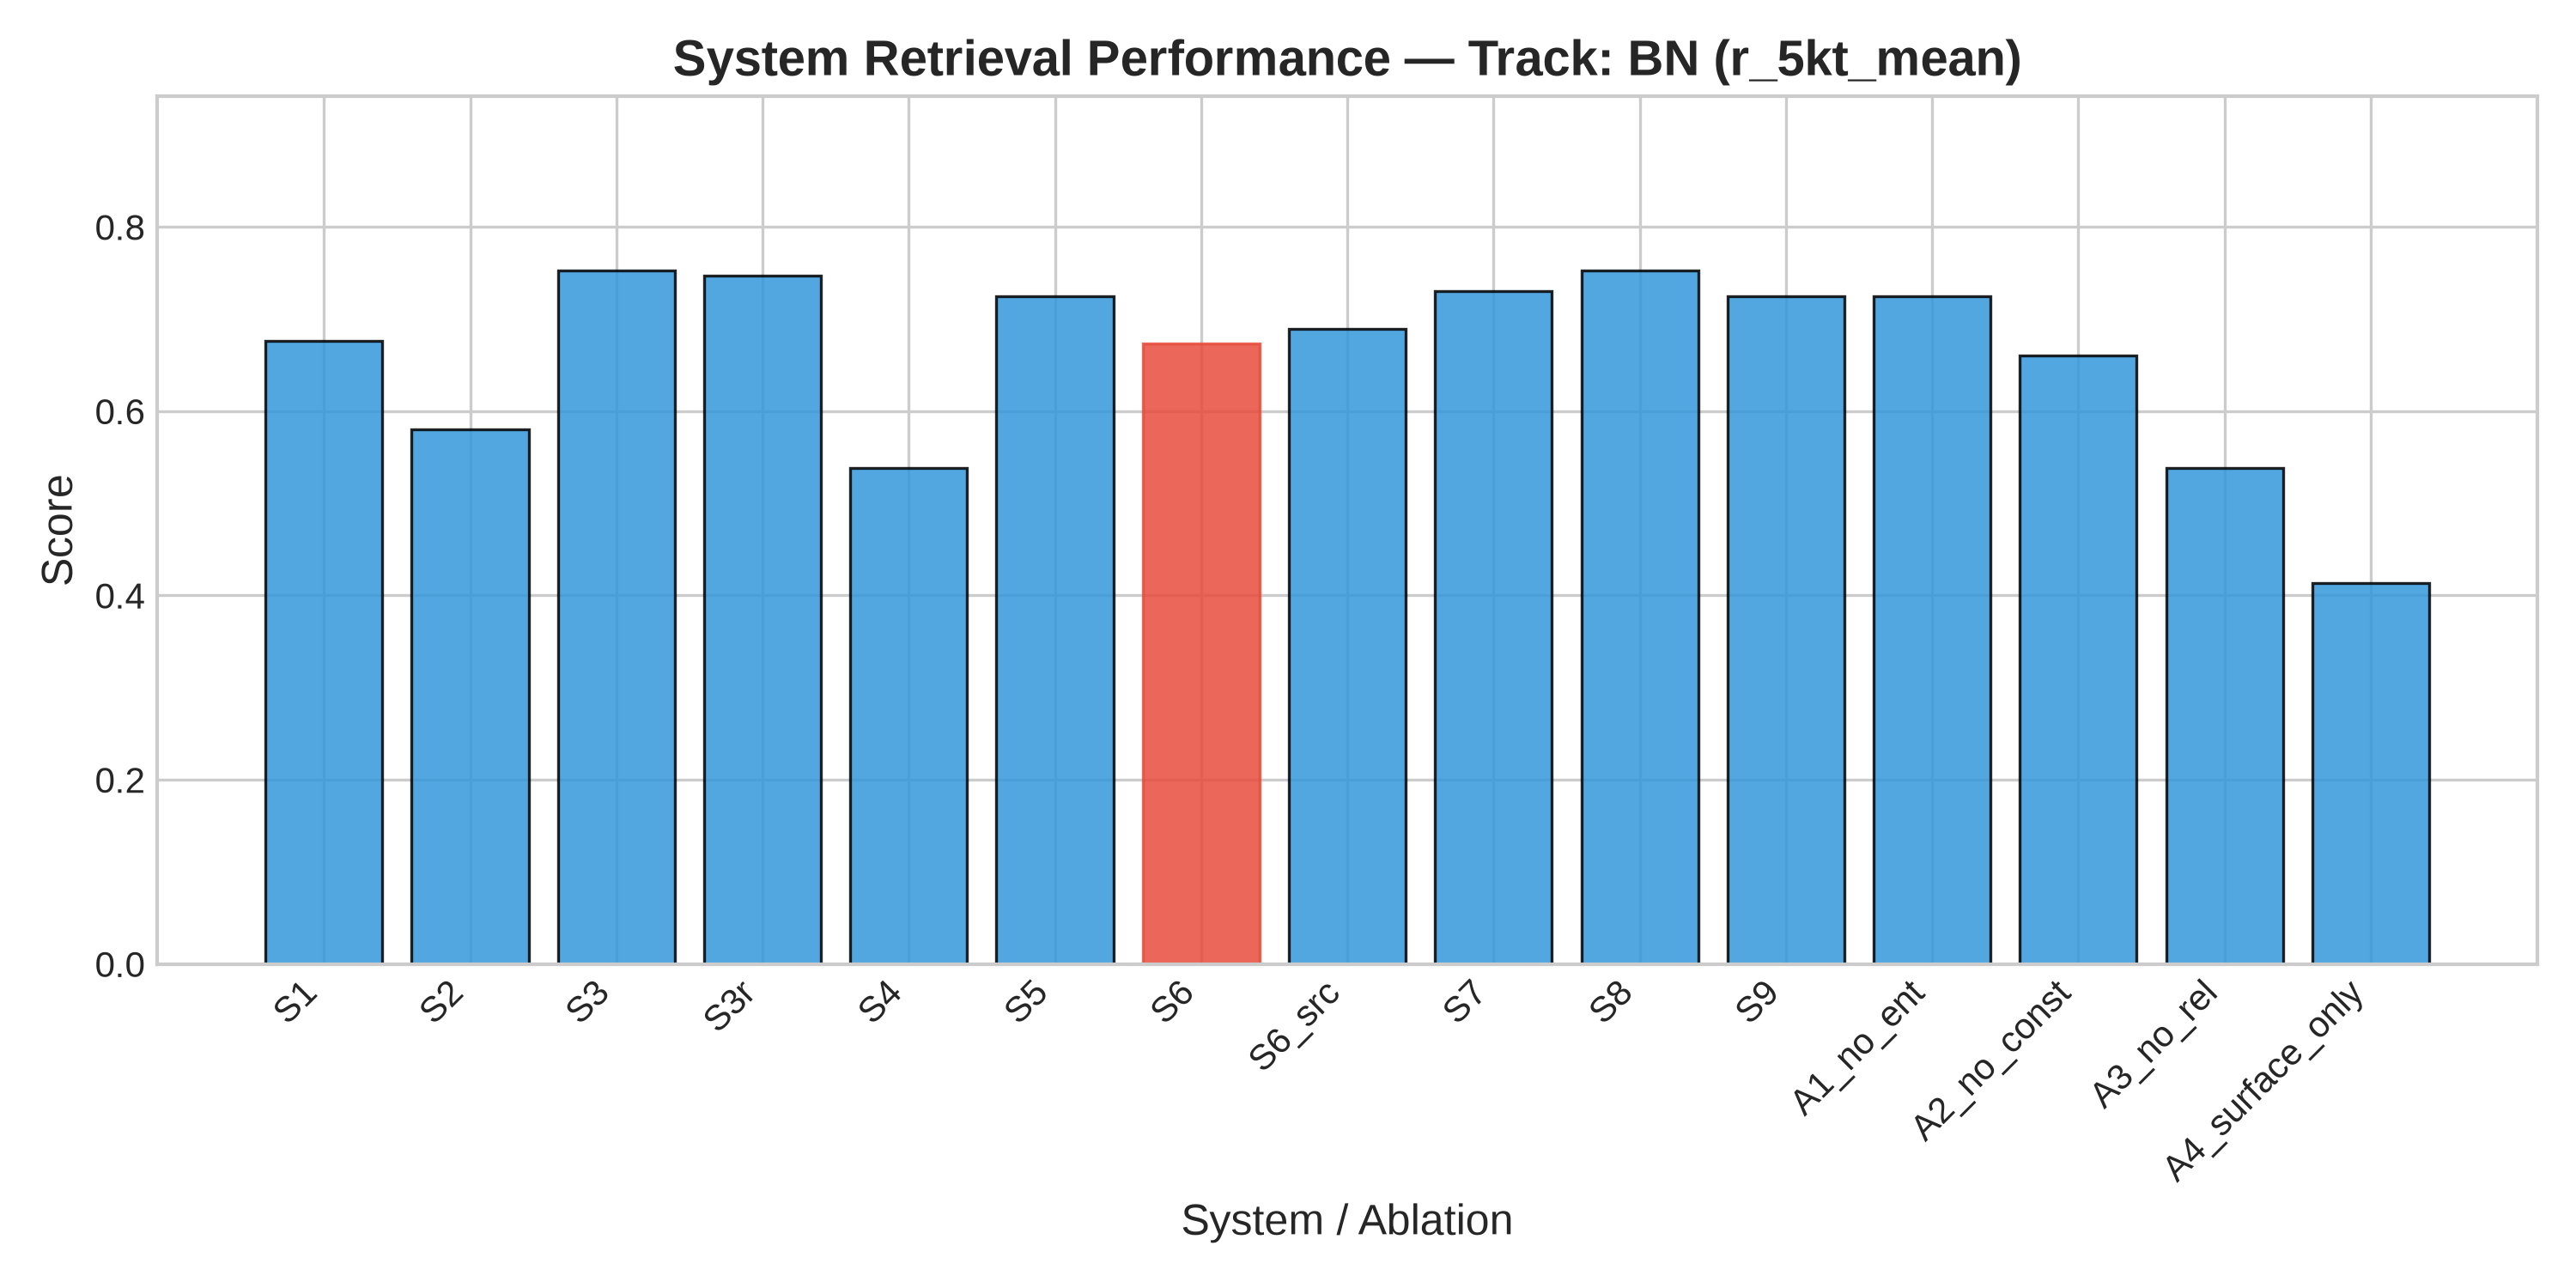 System Retrieval Performance — Track: BN (r_5kt_mean)
Score
0.8
0.6
0.4
0.2
0.0
S1
S2
S3
S3r
S4
S5
S6
S6_src
S7
S8
S9
A1_no_ent
A2_no_const
A3_no_rel
A4_surface_only
System / Ablation